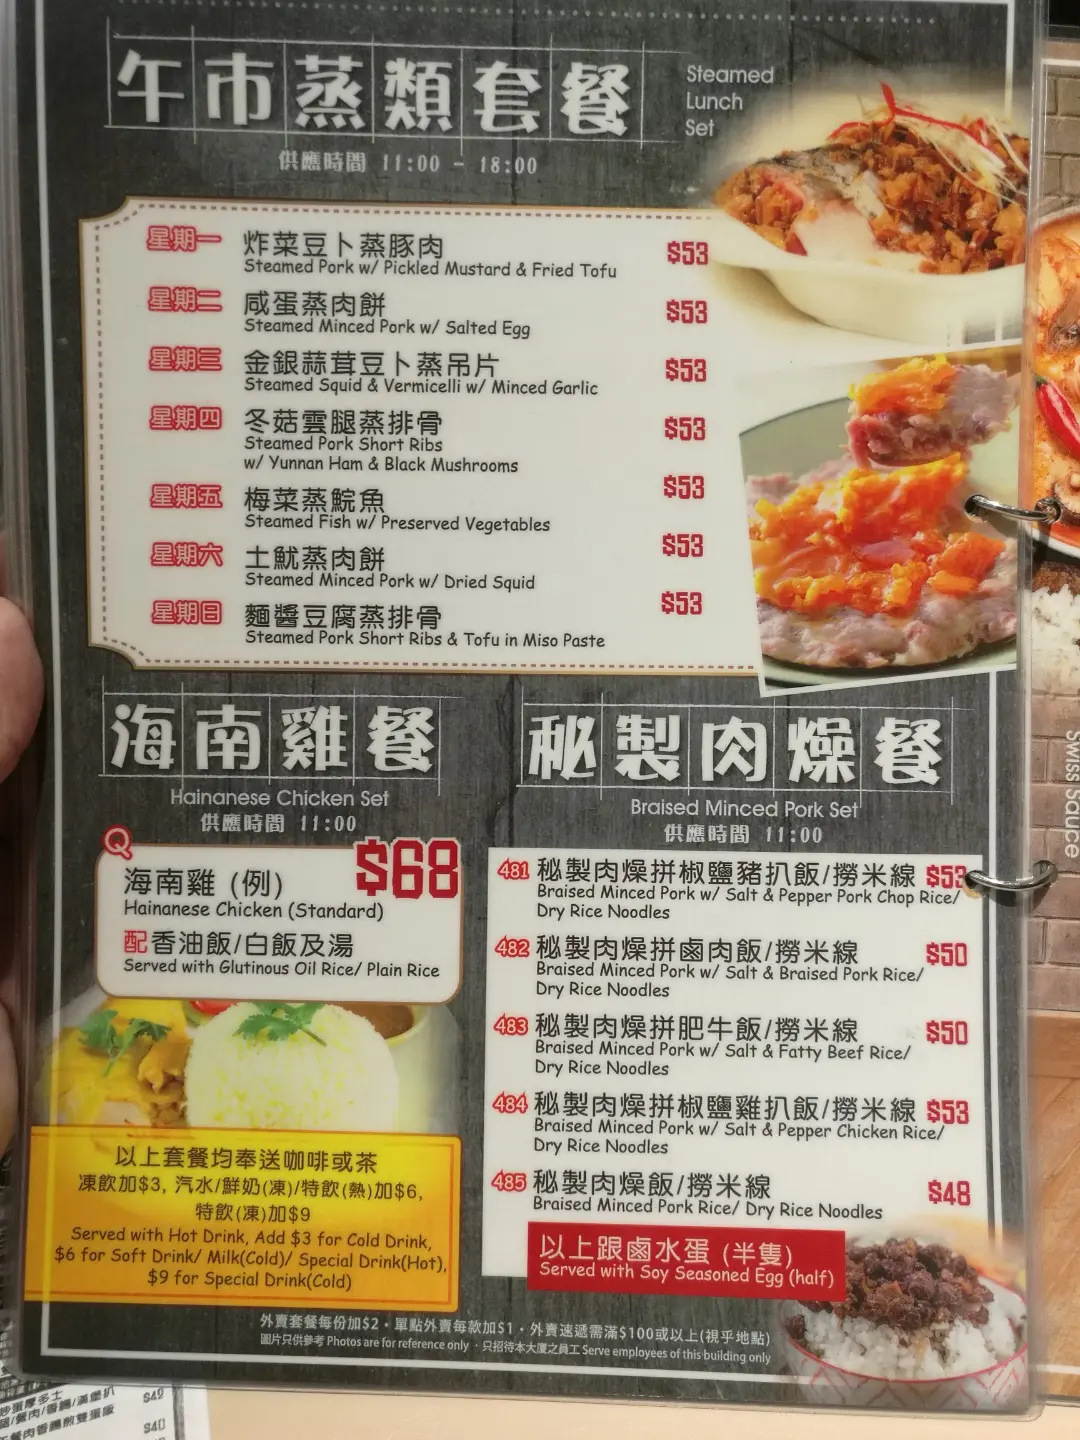 午市蒸類套餐
Steamed
Lunch
Set
供應時間 11:00 - 18:00
星期一 炸菜豆卜蒸豚肉 $53
Steamed Pork w/ Pickled Mustard & Fried Tofu
星期二 咸蛋蒸肉餅 $53
Steamed Minced Pork w/ Salted Egg
星期三 金銀蒜茸豆卜蒸吊片 $53
Steamed Squid & Vermicelli w/ Minced Garlic
星期四 冬菇雲腿蒸排骨 $53
Steamed Pork Short Ribs
w/ Yunnan Ham & Black Mushrooms
星期五 梅菜蒸鯇魚 $53
Steamed Fish w/ Preserved Vegetables
星期六 土魷蒸肉餅 $53
Steamed Minced Pork w/ Dried Squid
星期日 麵醬豆腐蒸排骨 $53
Steamed Pork Short Ribs & Tofu in Miso Paste
海南雞餐
Hainanese Chicken Set
供應時間 11:00
Q
$68
海南雞 (例)
Hainanese Chicken (Standard)
配香油飯/白飯及湯
Served with Glutinous Oil Rice/ Plain Rice
以上套餐均奉送咖啡或茶
凍飲加$3, 汽水/鮮奶(凍)/特飲(熱)加$6,
特飲(凍)加$9
Served with Hot Drink, Add $3 for Cold Drink,
$6 for Soft Drink/ Milk(Cold)/ Special Drink(Hot),
$9 for Special Drink(Cold)
秘製肉燥餐
Braised Minced Pork Set
供應時間 11:00
481 秘製肉燥拼椒鹽豬扒飯/撈米線 $53
Braised Minced Pork w/ Salt & Pepper Pork Chop Rice/
Dry Rice Noodles
482 秘製肉燥拼鹵肉飯/撈米線 $50
Braised Minced Pork w/ Salt & Braised Pork Rice/
Dry Rice Noodles
483 秘製肉燥拼肥牛飯/撈米線 $50
Braised Minced Pork w/ Salt & Fatty Beef Rice/
Dry Rice Noodles
484 秘製肉燥拼椒鹽雞扒飯/撈米線 $53
Braised Minced Pork w/ Salt & Pepper Chicken Rice/
Dry Rice Noodles
485 秘製肉燥飯/撈米線 $48
Braised Minced Pork Rice/ Dry Rice Noodles
以上跟鹵水蛋 (半隻)
Served with Soy Seasoned Egg (half)
外賣套餐每份加$2・單點外賣每款加$1・外賣速遞需滿$100或以上(視乎地點)
圖片只供參考 Photos are for reference only ・只招待本大廈之員工 Serve employees of this building only
Swiss Sauce
$42
$40